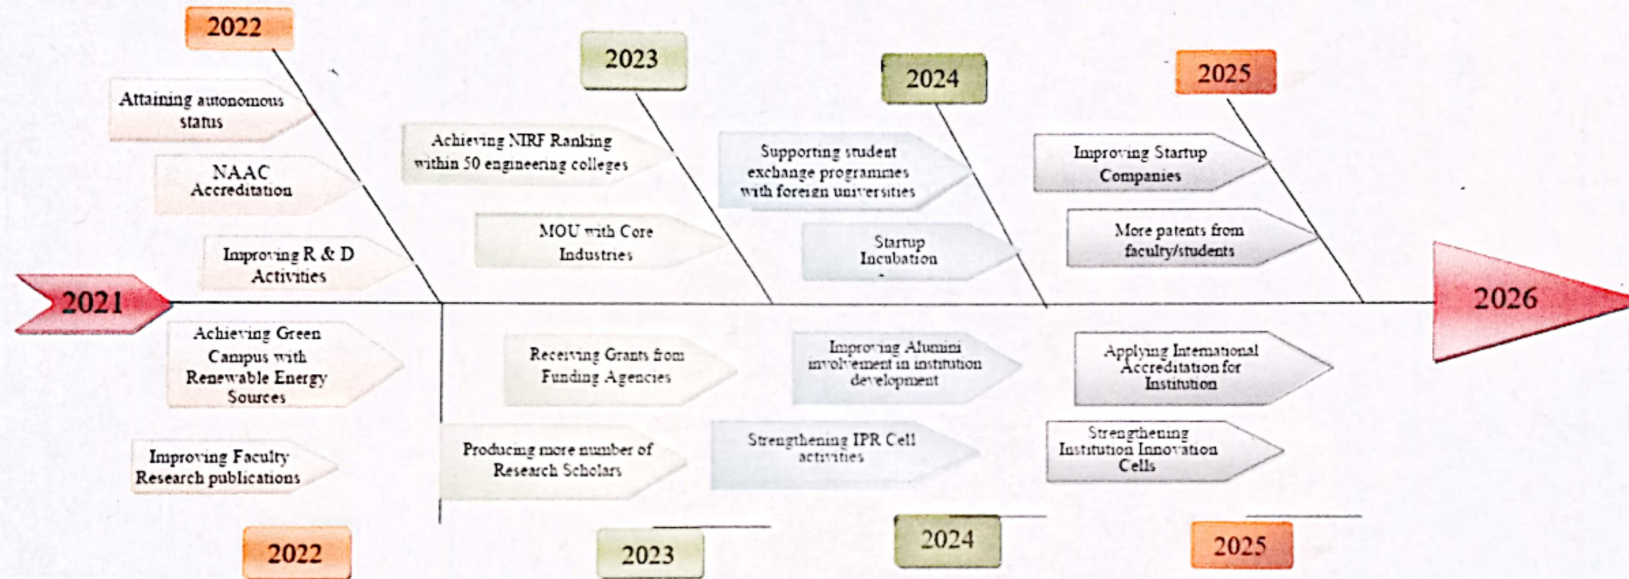 2022
2023
2024
2025
Attaining autonomous
status
NAAC
Accreditation
Improving R & D
Activities
Achieving NIRF Ranking
within 50 engineering colleges
MOU with Core
Industries
Supporting student
exchange programmes
with foreign universities
Startup
Incubation
Improving Startup
Companies
More patents from
faculty/students
2021
2026
Achieving Green
Campus with
Renewable Energy
Sources
Improving Faculty
Research publications
Receiving Grants from
Funding Agencies
Producing more number of
Research Scholars
Improving Alumini
involvement in institution
development
Strengthening IPR Cell
activities
Applying International
Accreditation for
Institution
Strengthening
Institution Innovation
Cells
2022
2023
2024
2025